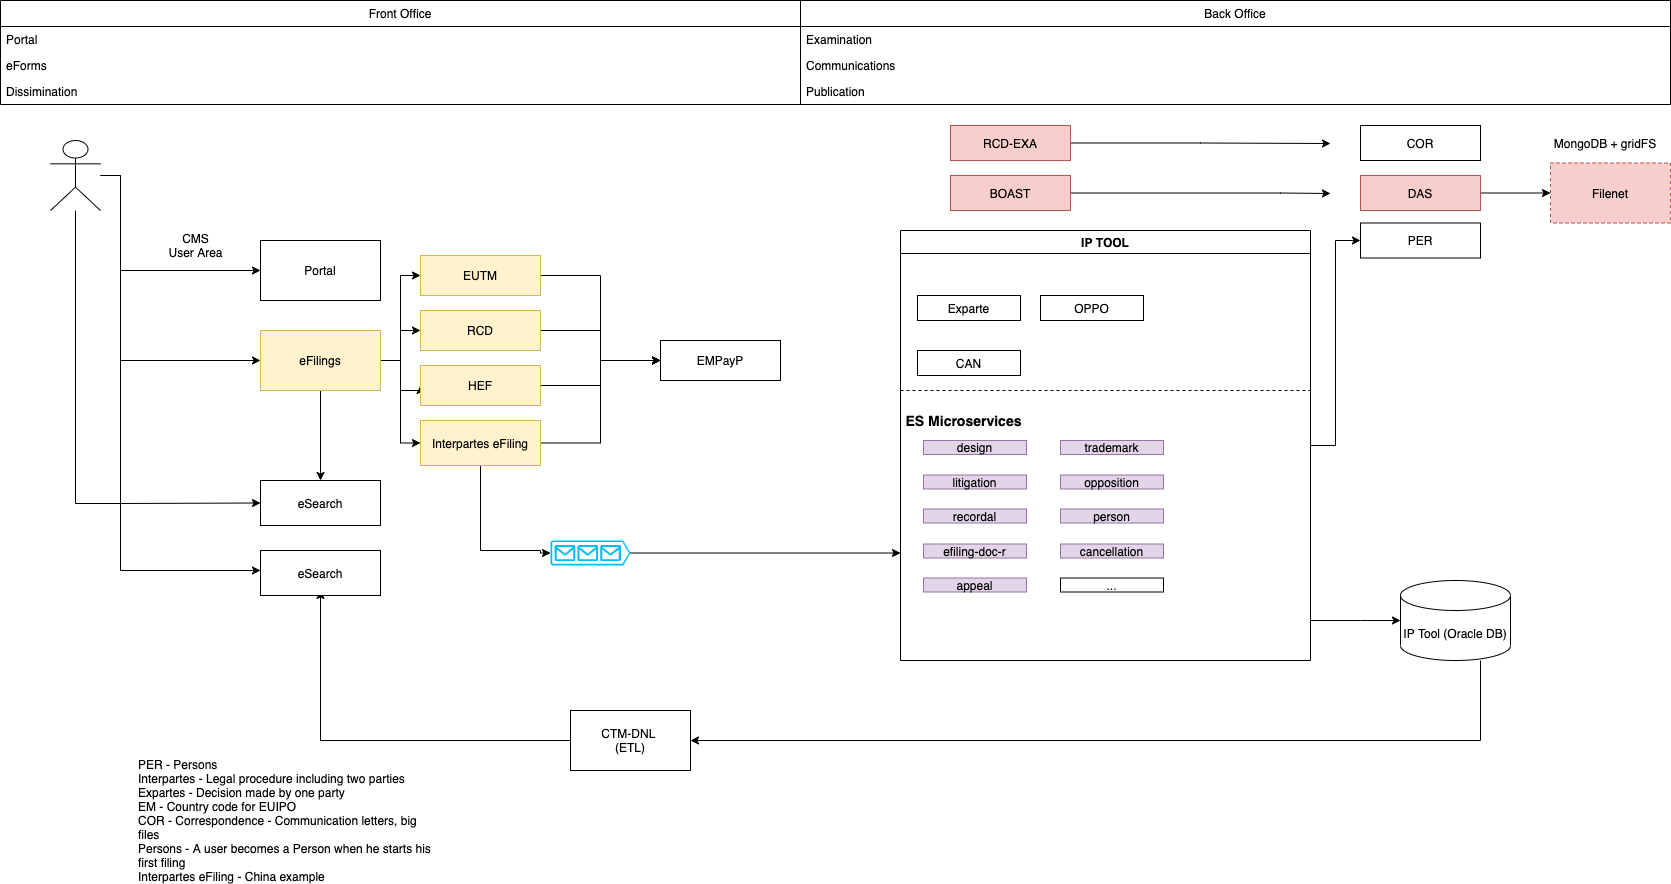 Front Office
Back Office
Portal
eForms
Dissimination
Examination
Communications
Publication
RCD-EXA
COR
MongoDB + gridFS
BOAST
DAS
Filenet
PER
IP TOOL
CMS
User Area
Portal
EUTM
Exparte
OPPO
RCD
eFilings
EMPayP
CAN
HEF
Interpartes eFiling
ES Microservices
design
trademark
litigation
opposition
eSearch
recordal
person
efiling-doc-r
cancellation
eSearch
appeal
...
IP Tool (Oracle DB)
CTM-DNL
(ETL)
PER - Persons
Interpartes - Legal procedure including two parties
Expartes - Decision made by one party
EM - Country code for EUIPO
COR - Correspondence - Communication letters, big
files
Persons - A user becomes a Person when he starts his
first filing
Interpartes eFiling - China example